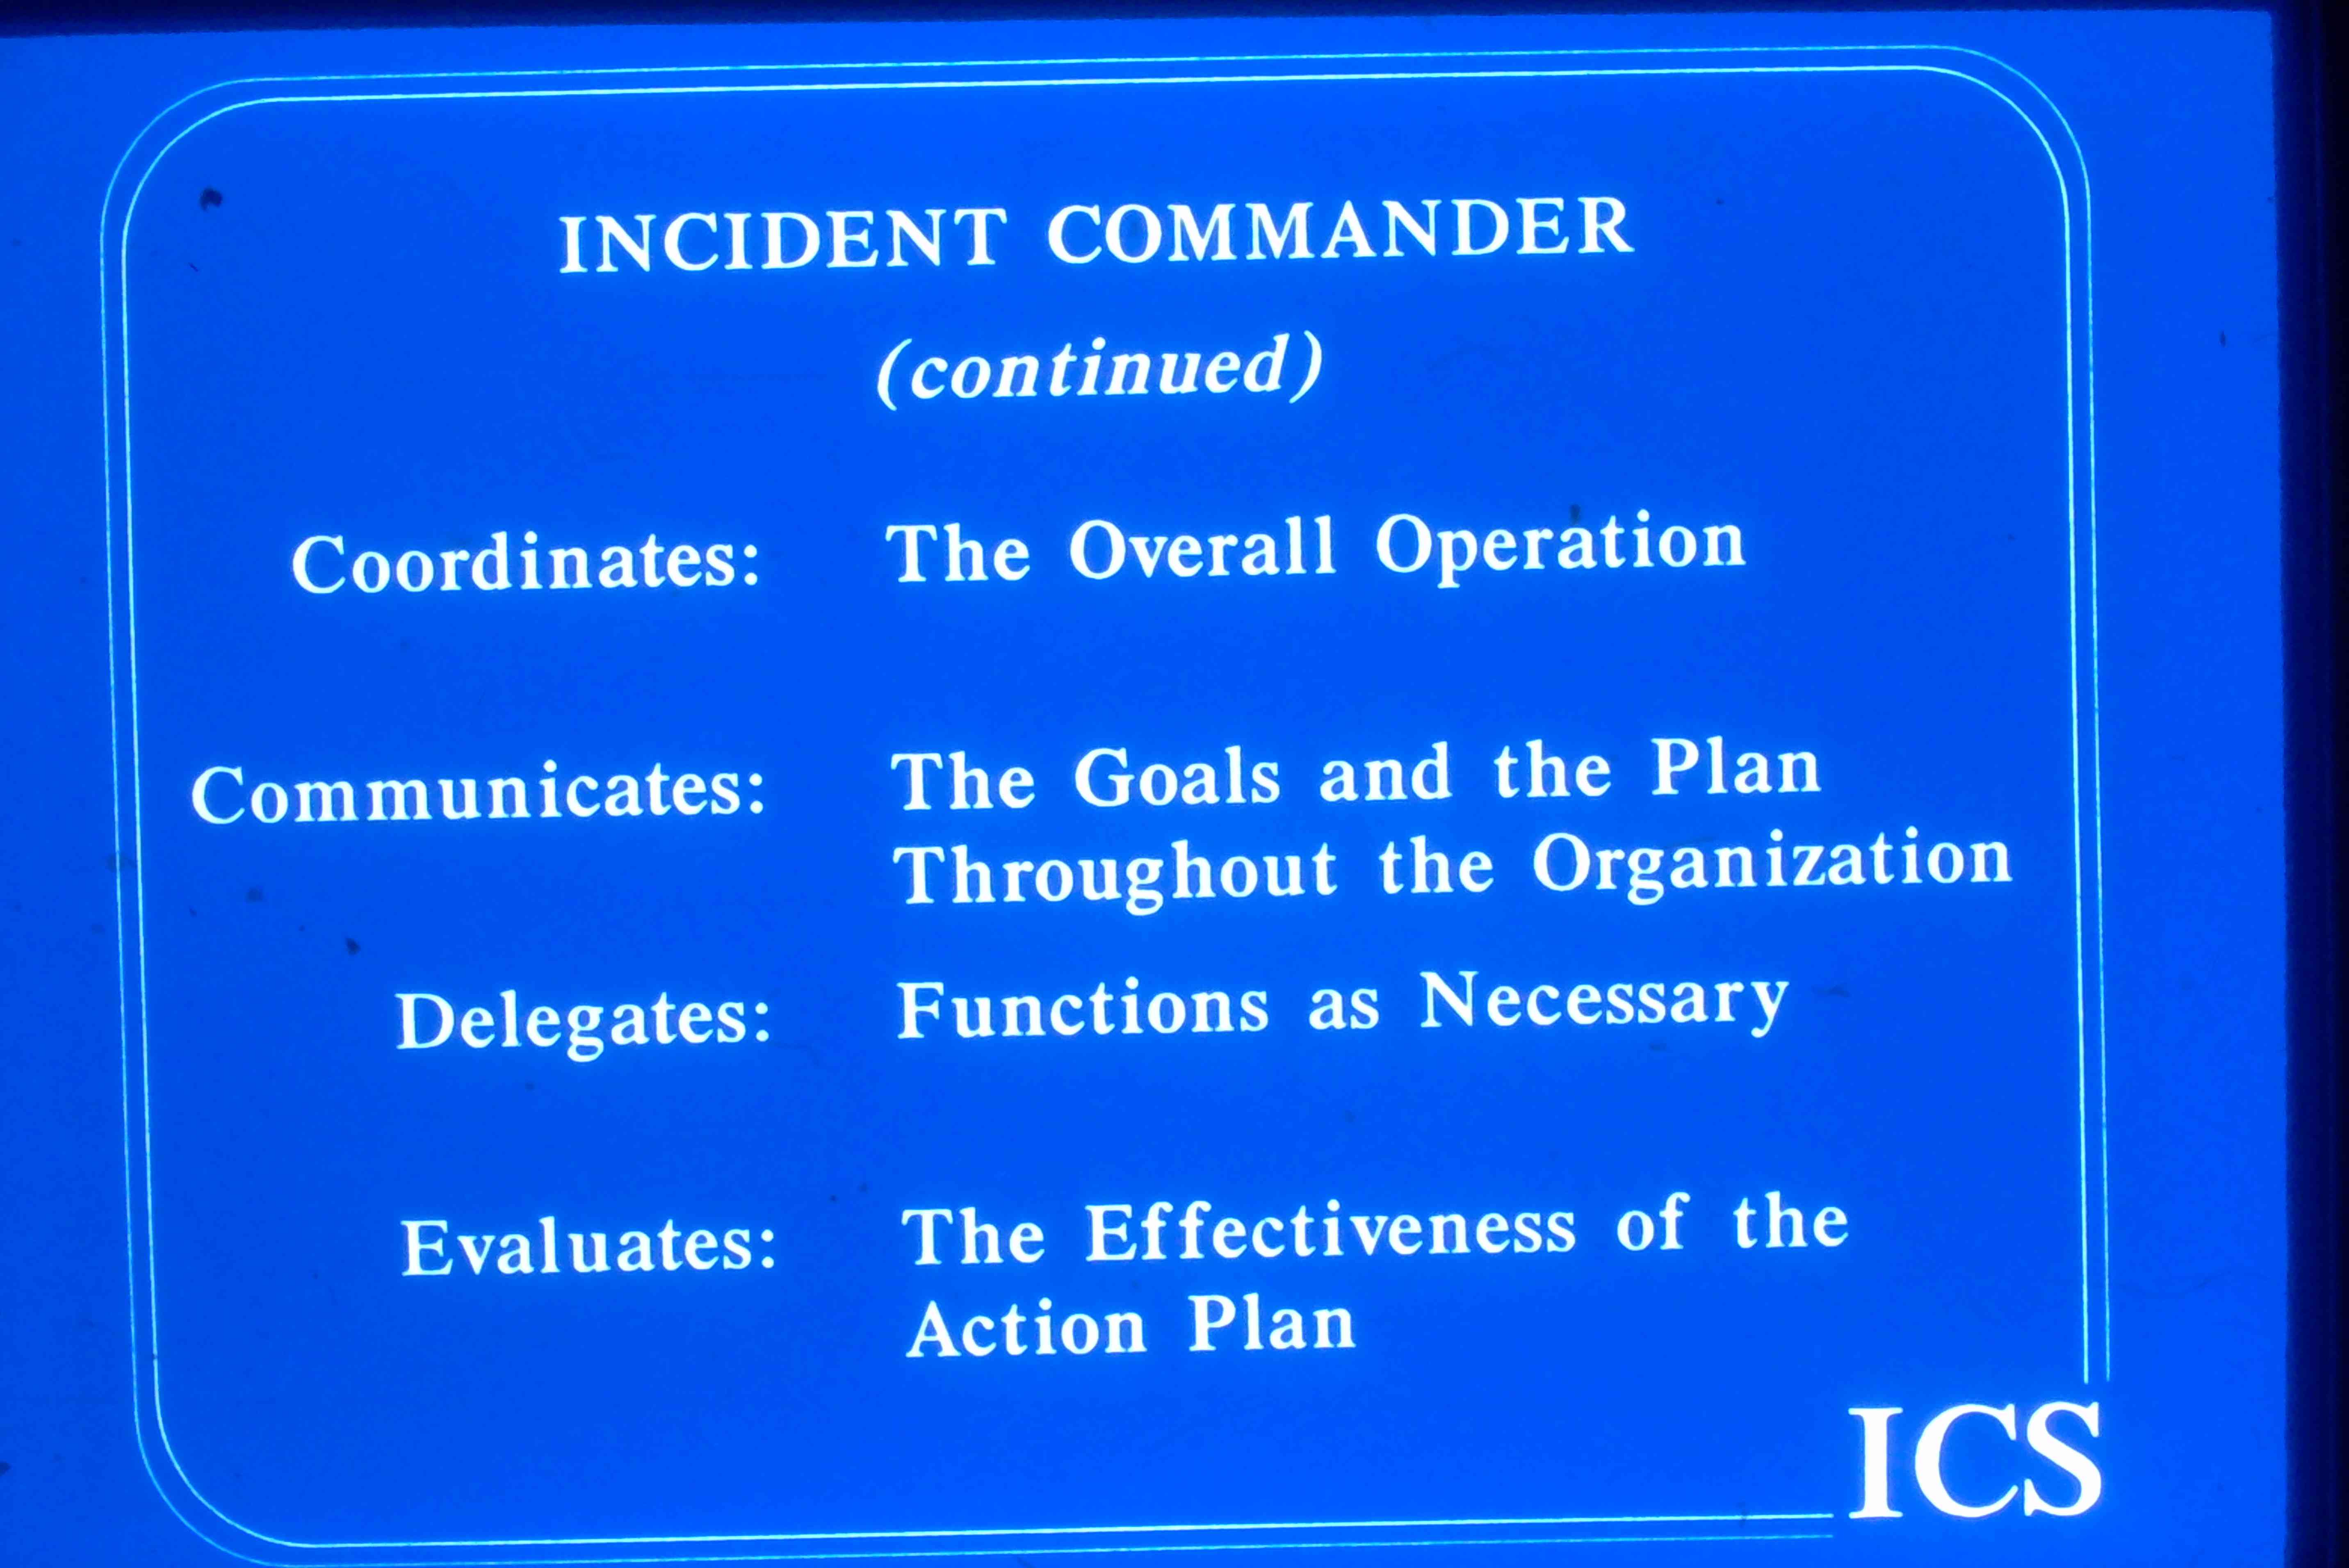 INCIDENT COMMANDER
(continued)
Coordinates: The Overall Operation
Communicates: The Goals and the Plan
Throughout the Organization
Delegates: Functions as Necessary
Evaluates: The Effectiveness of the
Action Plan
ICS